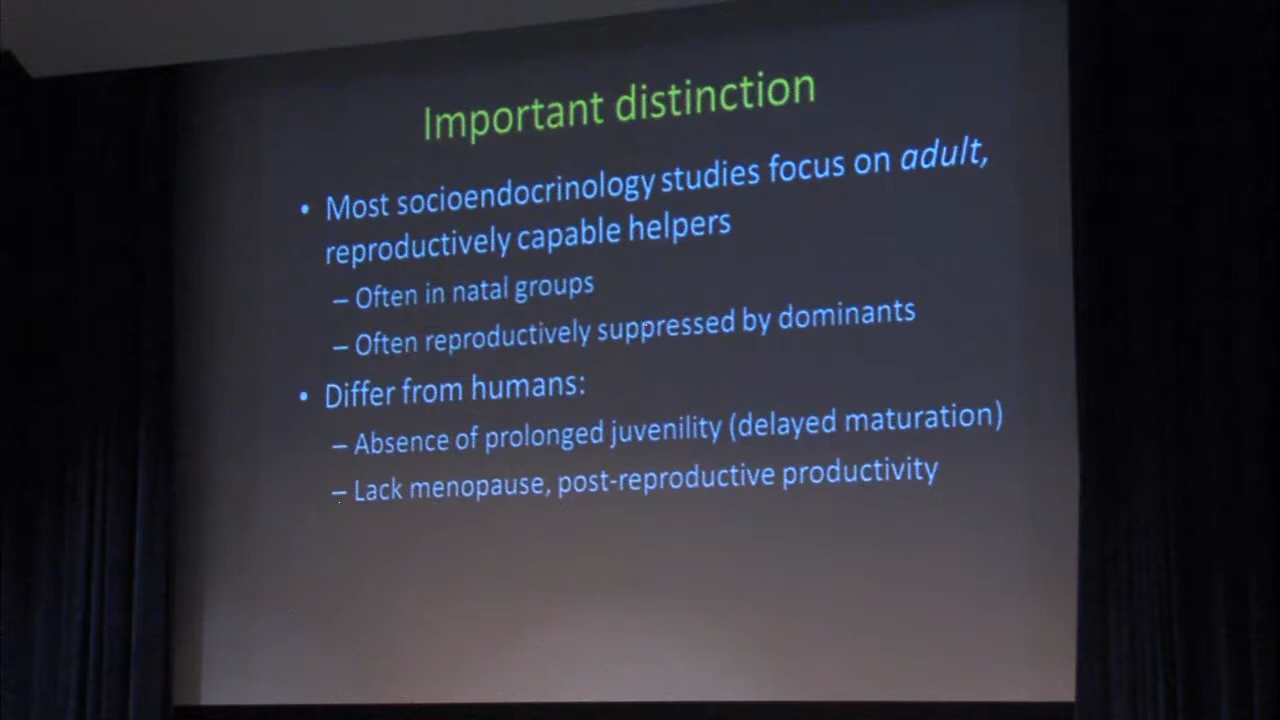 Important distinction
• Most socioendocrinology studies focus on adult,
reproductively capable helpers
– Often in natal groups
– Often reproductively suppressed by dominants
• Differ from humans:
– Absence of prolonged juvenility (delayed maturation)
– Lack menopause, post-reproductive productivity